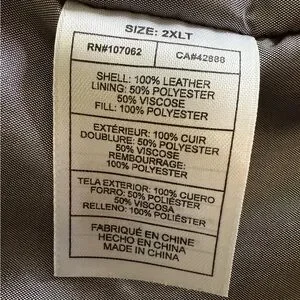 SIZE: 2XLT
RN#107062 CA#42888
SHELL: 100% LEATHER
LINING: 50% POLYESTER
50% VISCOSE
FILL: 100% POLYESTER
EXTÉRIEUR: 100% CUIR
DOUBLURE: 50% POLYESTER
50% VISCOSE
REMBOURRAGE:
100% POLYESTER
TELA EXTERIOR: 100% CUERO
FORRO: 50% POLIÉSTER
50% VISCOSA
RELLENO: 100% POLIÉSTER
FABRIQUÉ EN CHINE
HECHO EN CHINA
MADE IN CHINA